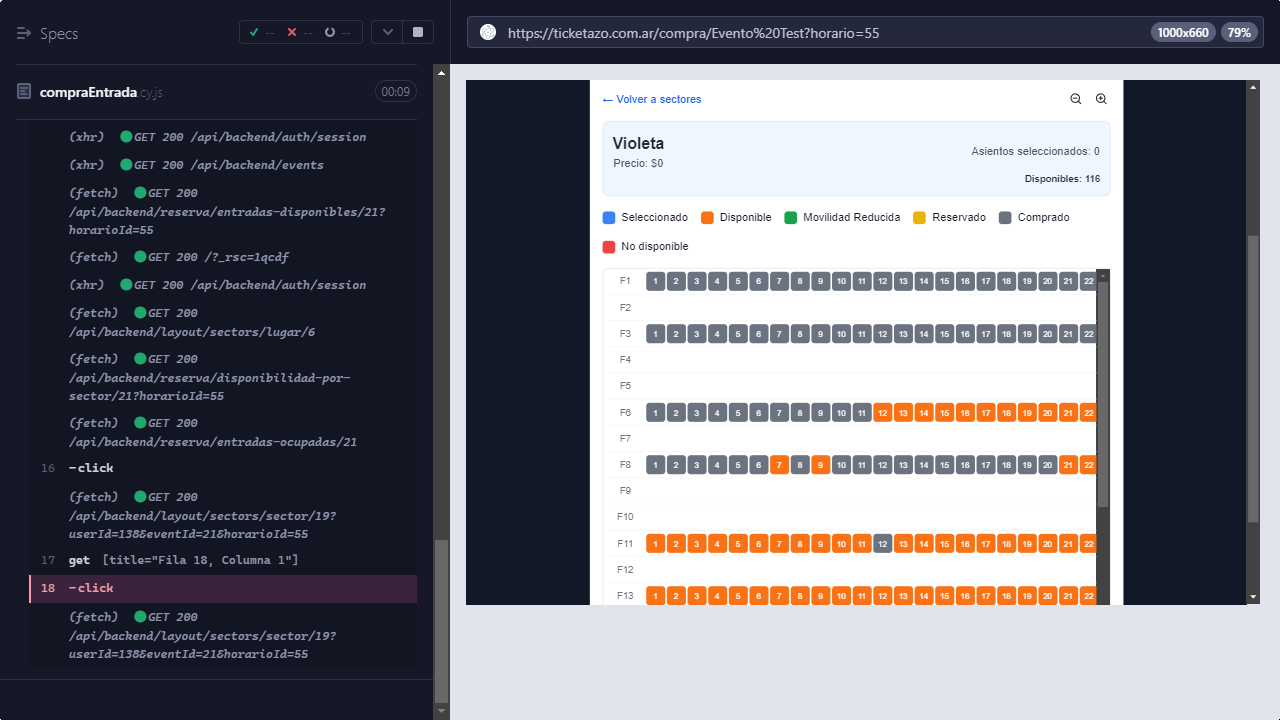 Specs
-- -- --
https://ticketazo.com.ar/compra/Evento%20Test?horario=55
1000x660
79%
compraEntrada.cy.js
00:09
(xhr) GET 200 /api/backend/auth/session
(xhr) GET 200 /api/backend/events
(fetch) GET 200
/api/backend/reserva/entradas-disponibles/21?
horarioId=55
(fetch) GET 200 /?_rsc=1qcdf
(xhr) GET 200 /api/backend/auth/session
(fetch) GET 200
/api/backend/layout/sectors/lugar/6
(fetch) GET 200
/api/backend/reserva/disponibilidad-por-
sector/21?horarioId=55
(fetch) GET 200
/api/backend/reserva/entradas-ocupadas/21
16 -click
(fetch) GET 200
/api/backend/layout/sectors/sector/19?
userId=138&eventId=21&horarioId=55
17 get [title="Fila 18, Columna 1"]
18 -click
(fetch) GET 200
/api/backend/layout/sectors/sector/19?
userId=138&eventId=21&horarioId=55
← Volver a sectores
Violeta
Precio: $0
Asientos seleccionados: 0
Disponibles: 116
Seleccionado Disponible Movilidad Reducida Reservado Comprado
No disponible
F1 1 2 3 4 5 6 7 8 9 10 11 12 13 14 15 16 17 18 19 20 21 22
F2
F3 1 2 3 4 5 6 7 8 9 10 11 12 13 14 15 16 17 18 19 20 21 22
F4
F5
F6 1 2 3 4 5 6 7 8 9 10 11 12 13 14 15 16 17 18 19 20 21 22
F7
F8 1 2 3 4 5 6 7 8 9 10 11 12 13 14 15 16 17 18 19 20 21 22
F9
F10
F11 1 2 3 4 5 6 7 8 9 10 11 12 13 14 15 16 17 18 19 20 21 22
F12
F13 1 2 3 4 5 6 7 8 9 10 11 12 13 14 15 16 17 18 19 20 21 22